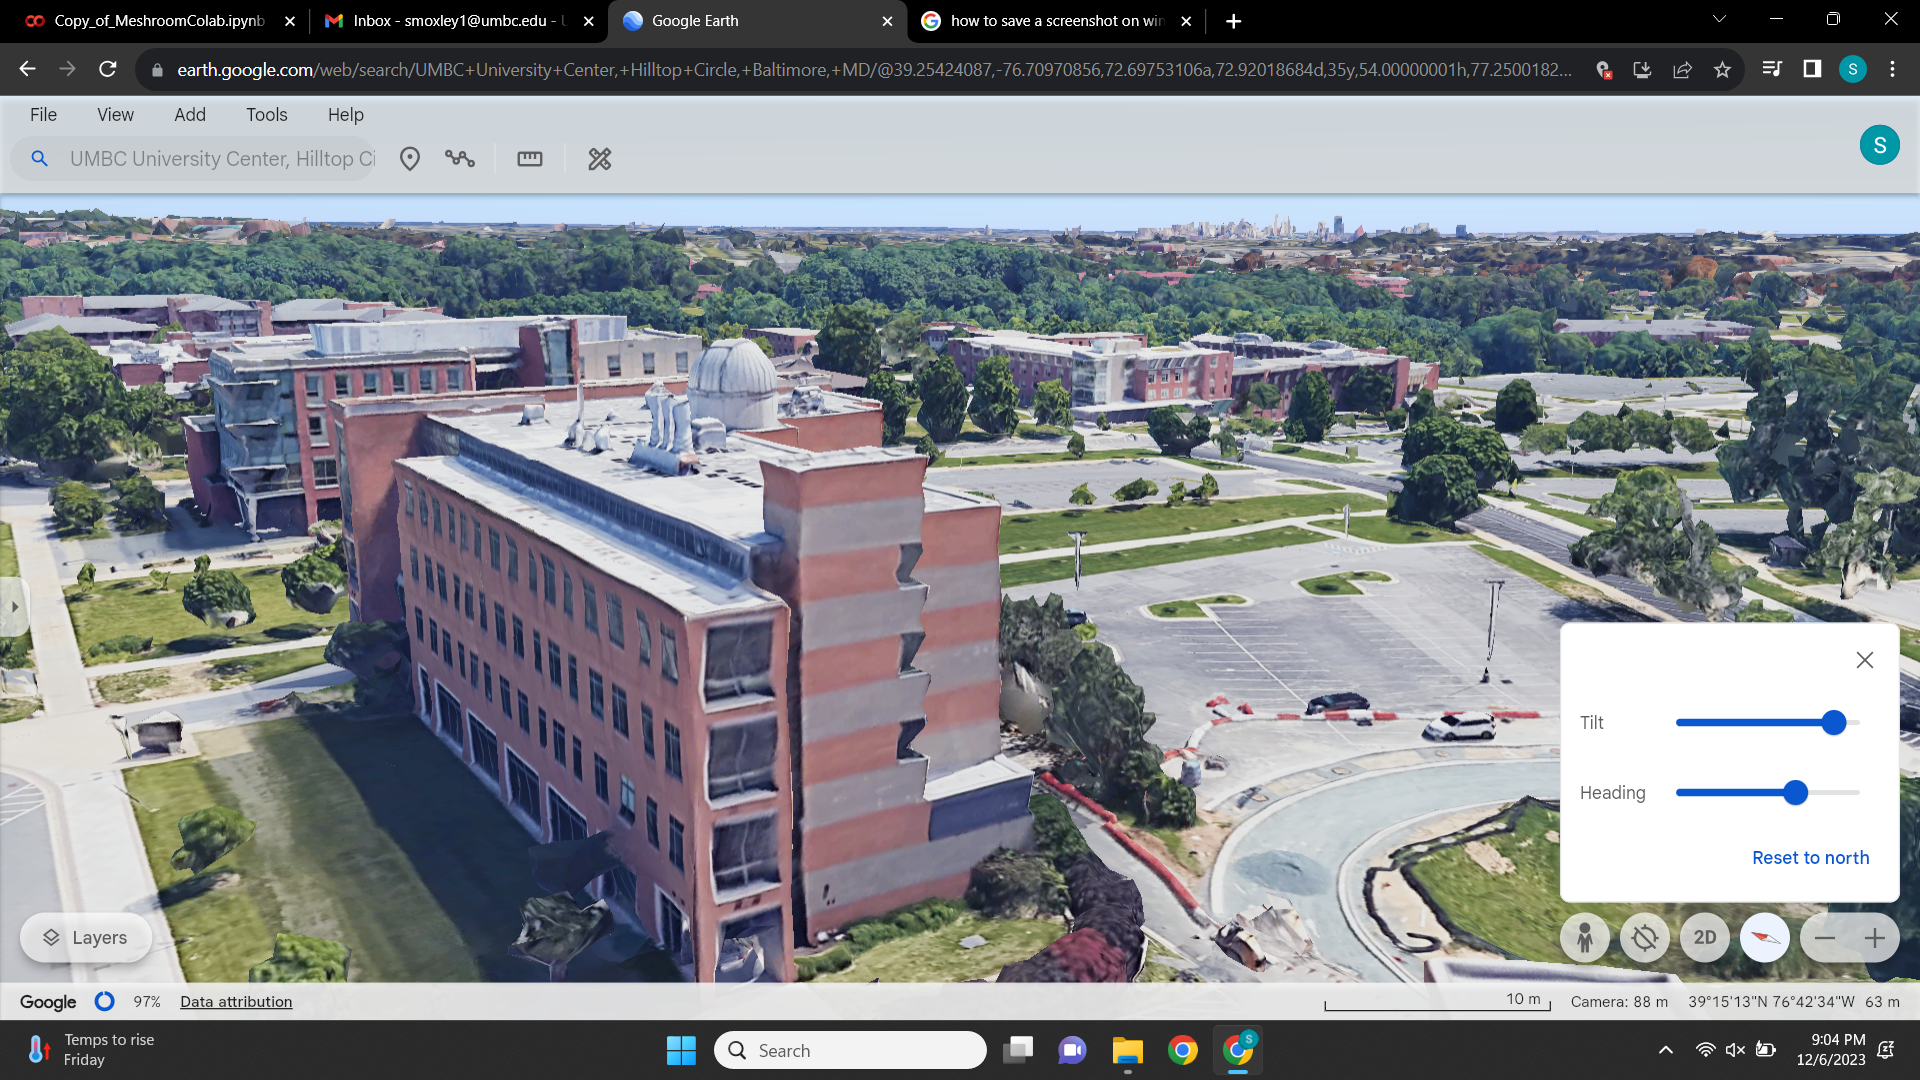 Copy_of_MeshroomColab.ipynb
Inbox - smoxley1@umbc.edu - U
Google Earth
how to save a screenshot on win
earth.google.com/web/search/UMBC+University+Center,+Hilltop+Circle,+Baltimore,+MD/@39.25424087,-76.70970856,72.69753106a,72.92018684d,35y,54.00000001h,77.2500182...
S
File View Add Tools Help
UMBC University Center, Hilltop Ci
S
Tilt
Heading
Reset to north
Layers
2D
Google 97% Data attribution
10 m Camera: 88 m 39°15'13"N 76°42'34"W 63 m
Temps to rise
Friday
Search
S
9:04 PM
12/6/2023